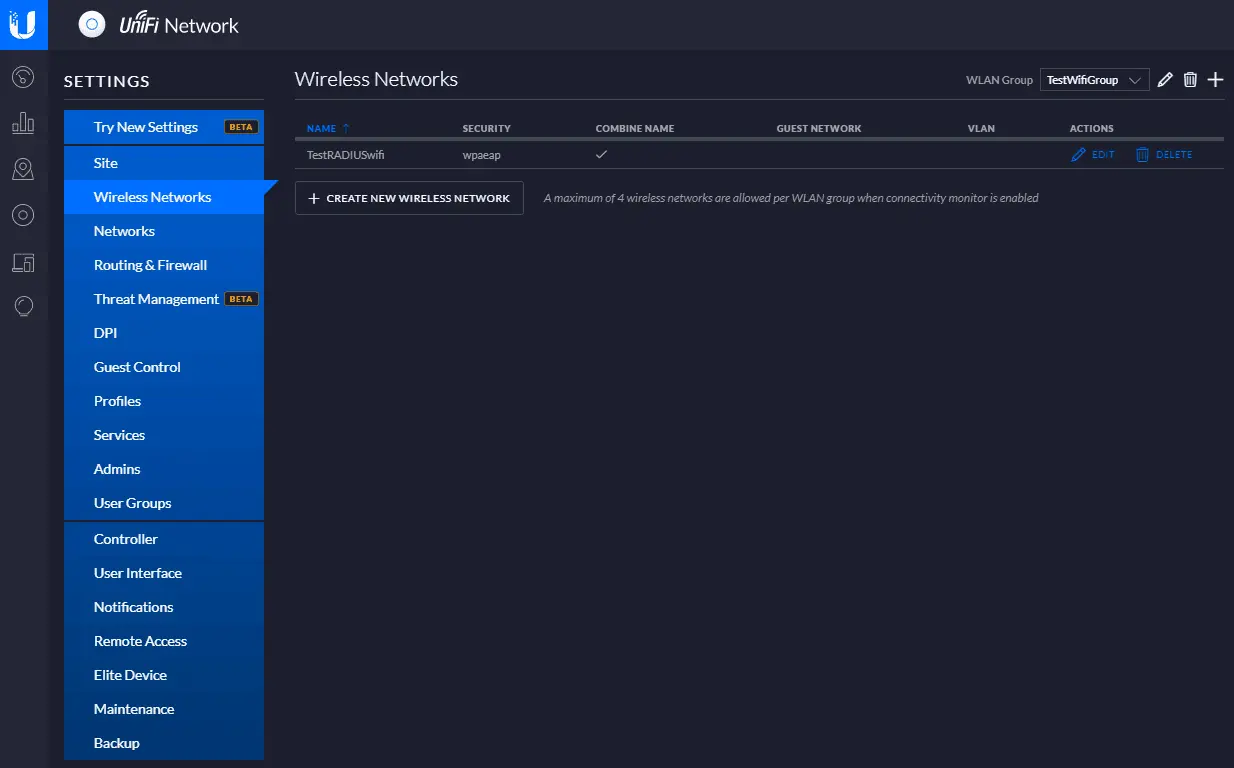 UniFi Network
SETTINGS
Try New Settings BETA
Site
Wireless Networks
Networks
Routing & Firewall
Threat Management BETA
DPI
Guest Control
Profiles
Services
Admins
User Groups
Controller
User Interface
Notifications
Remote Access
Elite Device
Maintenance
Backup
Wireless Networks
WLAN Group TestWifiGroup
NAME SECURITY COMBINE NAME GUEST NETWORK VLAN ACTIONS
TestRADIUSwifi wpaeap EDIT DELETE
CREATE NEW WIRELESS NETWORK A maximum of 4 wireless networks are allowed per WLAN group when connectivity monitor is enabled